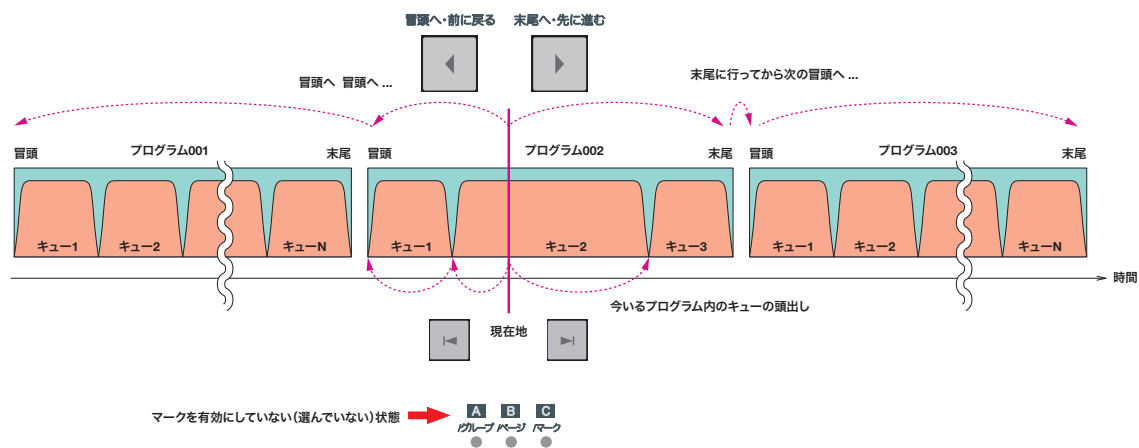 冒頭へ・前に戻る 末尾へ・先に進む
冒頭へ 冒頭へ ...
末尾に行ってから次の冒頭へ ...
冒頭 プログラム001 末尾 冒頭 プログラム002 末尾 冒頭 プログラム003 末尾
キュー1 キュー2 キューN キュー1 キュー2 キュー3 キュー1 キュー2 キューN
時間
今いるプログラム内のキューの頭出し
現在地
マークを有効にしていない（選んでいない）状態
A B C
/グループ /ページ /マーク